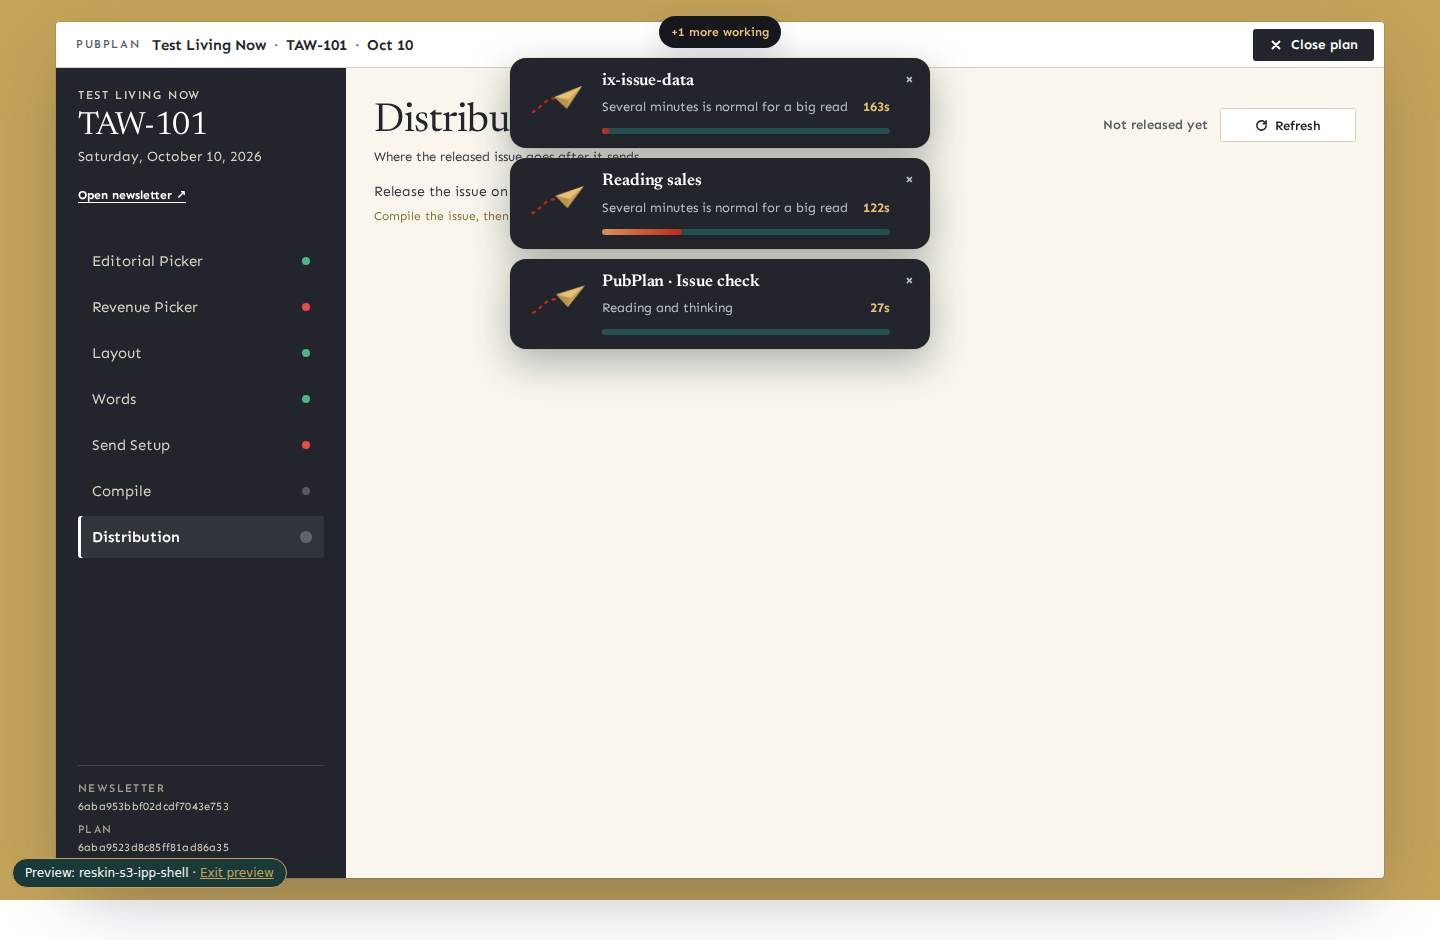 PUBPLAN Test Living Now · TAW-101 · Oct 10
+1 more working
× Close plan
TEST LIVING NOW
TAW-101
Saturday, October 10, 2026
Open newsletter ↗
Editorial Picker
Revenue Picker
Layout
Words
Send Setup
Compile
Distribution
NEWSLETTER
6aba953bbf02dcdf7043e753
PLAN
6aba9523d8c85ff81ad86a35
Preview: reskin-s3-ipp-shell · Exit preview
Distribu
Where the released issue goes after it sends
Release the issue on
Compile the issue, then
Not released yet
Refresh
ix-issue-data ×
Several minutes is normal for a big read 163s
Reading sales ×
Several minutes is normal for a big read 122s
PubPlan · Issue check ×
Reading and thinking 27s